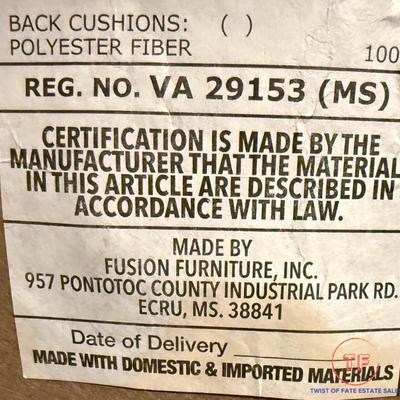 BACK CUSHIONS: ( )
POLYESTER FIBER 100
REG. NO. VA 29153 (MS)
CERTIFICATION IS MADE BY THE
MANUFACTURER THAT THE MATERIAL
IN THIS ARTICLE ARE DESCRIBED IN
ACCORDANCE WITH LAW.
MADE BY
FUSION FURNITURE, INC.
957 PONTOTOC COUNTY INDUSTRIAL PARK RD.
ECRU, MS. 38841
Date of Delivery
MADE WITH DOMESTIC & IMPORTED MATERIALS
TF
TWIST OF FATE ESTATE SALE